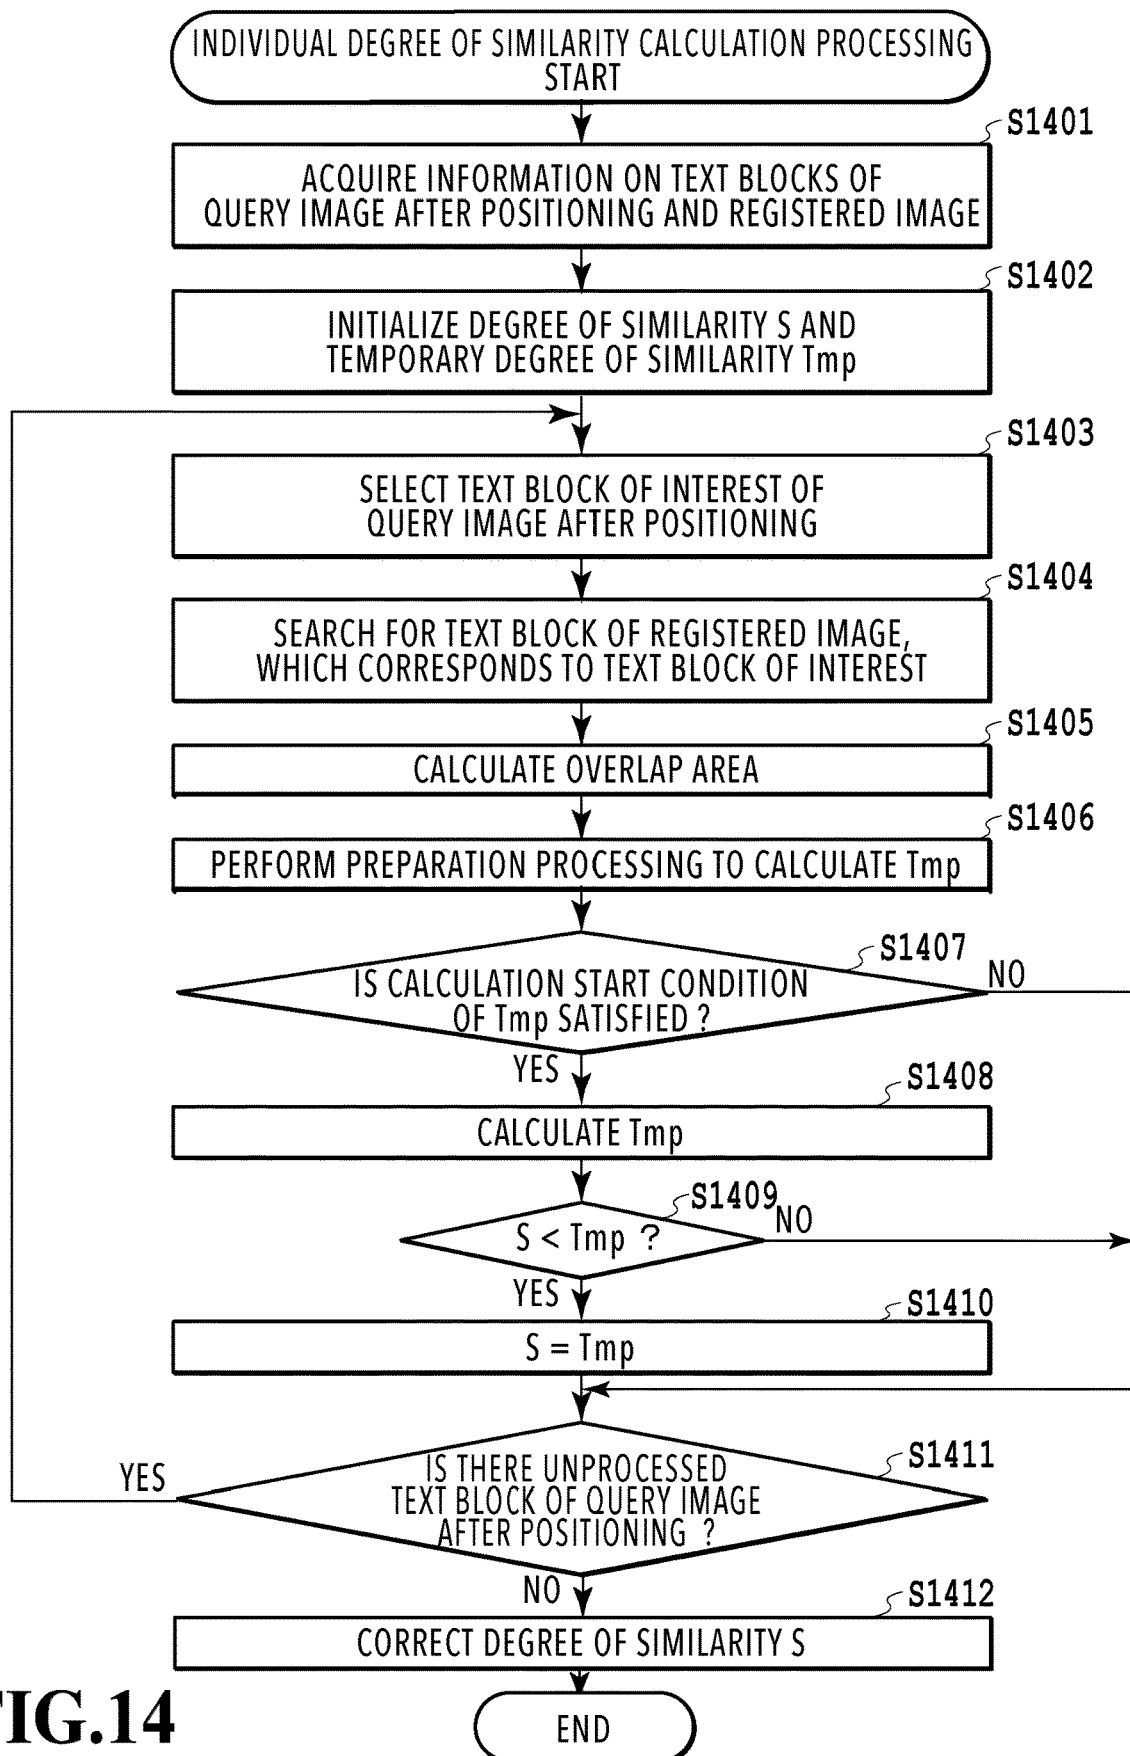 INDIVIDUAL DEGREE OF SIMILARITY CALCULATION PROCESSING
START
S1401
ACQUIRE INFORMATION ON TEXT BLOCKS OF
QUERY IMAGE AFTER POSITIONING AND REGISTERED IMAGE
S1402
INITIALIZE DEGREE OF SIMILARITY S AND
TEMPORARY DEGREE OF SIMILARITY Tmp
S1403
SELECT TEXT BLOCK OF INTEREST OF
QUERY IMAGE AFTER POSITIONING
S1404
SEARCH FOR TEXT BLOCK OF REGISTERED IMAGE,
WHICH CORRESPONDS TO TEXT BLOCK OF INTEREST
S1405
CALCULATE OVERLAP AREA
S1406
PERFORM PREPARATION PROCESSING TO CALCULATE Tmp
S1407
NO
IS CALCULATION START CONDITION
OF Tmp SATISFIED ?
YES
S1408
CALCULATE Tmp
S1409
NO
S < Tmp ?
YES
S1410
S = Tmp
S1411
YES
IS THERE UNPROCESSED
TEXT BLOCK OF QUERY IMAGE
AFTER POSITIONING ?
NO
S1412
CORRECT DEGREE OF SIMILARITY S
END
FIG.14